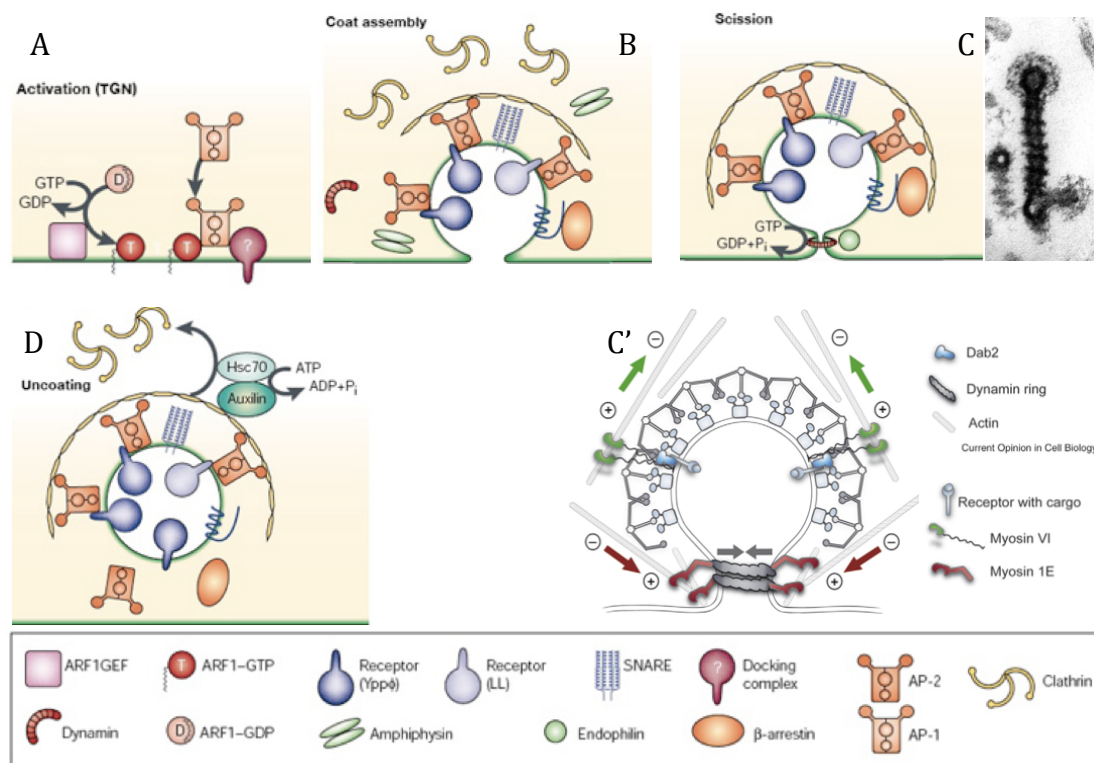 A
Activation (TGN)
GTP
GDP
D
T
T
?
Coat assembly
B
Scission
C
GTP
GDP+Pi
D
Uncoating
Hsc70
Auxilin
ATP
ADP+Pi
C’
−
−
+
+
−
−
+
+
Dab2
Dynamin ring
Actin
Current Opinion in Cell Biology
Receptor with cargo
Myosin VI
Myosin 1E
ARF1GEF
T
ARF1–GTP
Receptor
(Yppϕ)
Receptor
(LL)
SNARE
?
Docking
complex
AP-2
Clathrin
Dynamin
D
ARF1–GDP
Amphiphysin
Endophilin
β-arrestin
AP-1